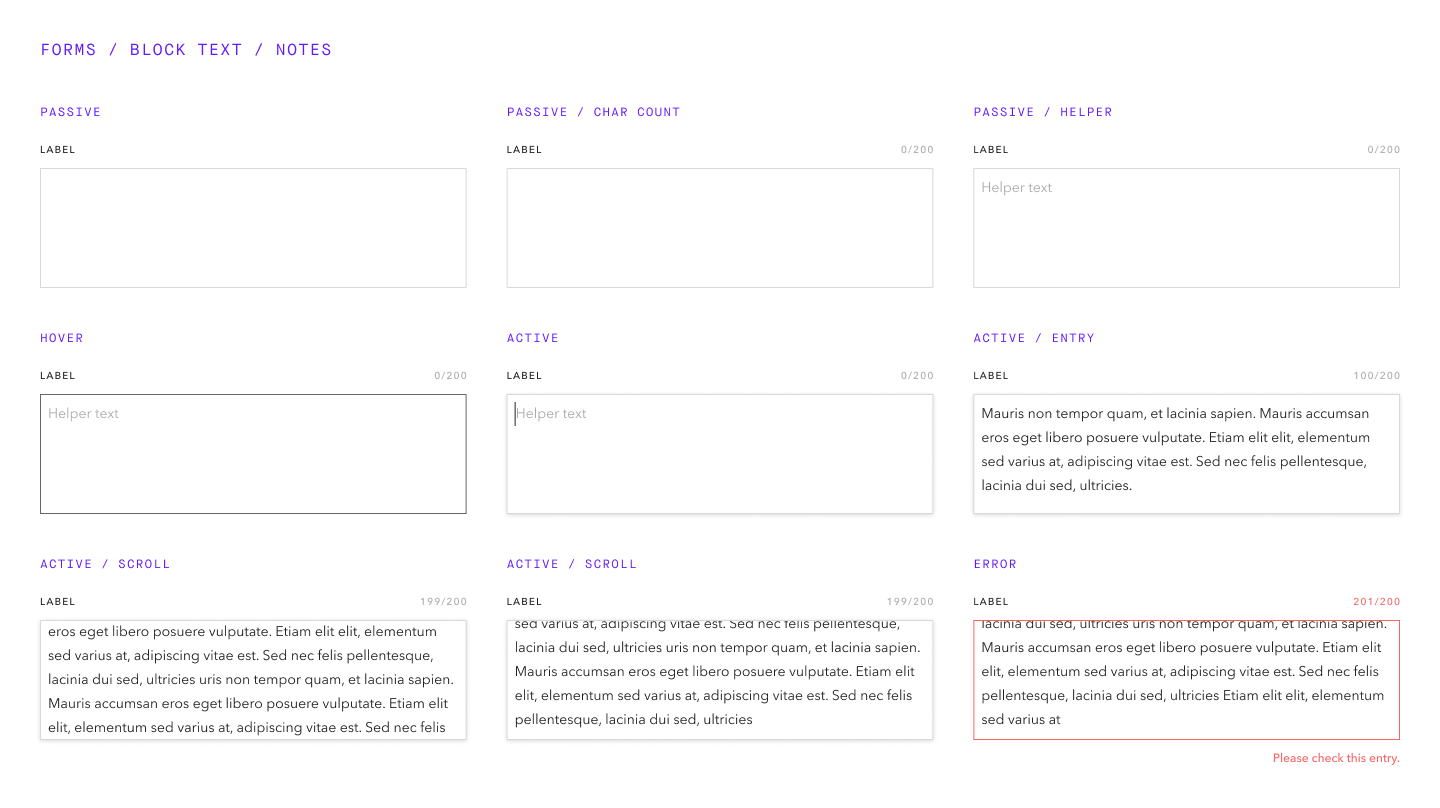 FORMS / BLOCK TEXT / NOTES
PASSIVE
LABEL
PASSIVE / CHAR COUNT
LABEL 0/200
PASSIVE / HELPER
LABEL 0/200
Helper text
HOVER
LABEL 0/200
Helper text
ACTIVE
LABEL 0/200
Helper text
ACTIVE / ENTRY
LABEL 100/200
Mauris non tempor quam, et lacinia sapien. Mauris accumsan
eros eget libero posuere vulputate. Etiam elit elit, elementum
sed varius at, adipiscing vitae est. Sed nec felis pellentesque,
lacinia dui sed, ultricies.
ACTIVE / SCROLL
LABEL 199/200
eros eget libero posuere vulputate. Etiam elit elit, elementum
sed varius at, adipiscing vitae est. Sed nec felis pellentesque,
lacinia dui sed, ultricies uris non tempor quam, et lacinia sapien.
Mauris accumsan eros eget libero posuere vulputate. Etiam elit
elit, elementum sed varius at, adipiscing vitae est. Sed nec felis
ACTIVE / SCROLL
LABEL 199/200
sed varius at, adipiscing vitae est. Sed nec felis pellentesque,
lacinia dui sed, ultricies uris non tempor quam, et lacinia sapien.
Mauris accumsan eros eget libero posuere vulputate. Etiam elit
elit, elementum sed varius at, adipiscing vitae est. Sed nec felis
pellentesque, lacinia dui sed, ultricies
ERROR
LABEL 201/200
lacinia dui sed, ultricies uris non tempor quam, et lacinia sapien.
Mauris accumsan eros eget libero posuere vulputate. Etiam elit
elit, elementum sed varius at, adipiscing vitae est. Sed nec felis
pellentesque, lacinia dui sed, ultricies Etiam elit elit, elementum
sed varius at
Please check this entry.